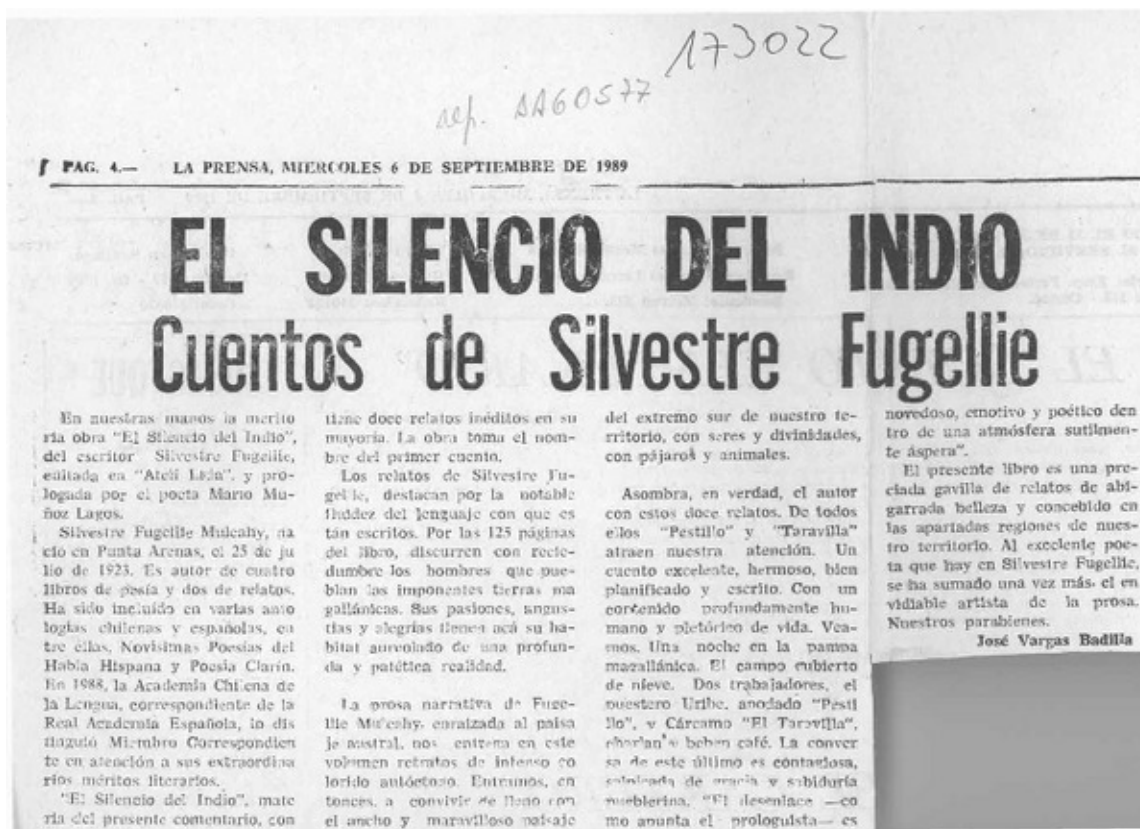 173022
rep. AA60577
PAG. 4.— LA PRENSA, MIERCOLES 6 DE SEPTIEMBRE DE 1989
EL SILENCIO DEL INDIO
Cuentos de Silvestre Fugellie
En nuestras manos la merito
ria obra "El Silencio del Indio",
del escritor Silvestre Fugellie,
editada en "Ateli Ltda". y pro-
logada por el poeta Mario Mu-
ñoz Lagos.
Silvestre Fugellie Mulcahy, na
ció en Punta Arenas, el 25 de ju
lio de 1923. Es autor de cuatro
libros de poesía y dos de relatos.
Ha sido incluído en varias anto
logías chilenas y españolas, en
tre ellas, Novísimas Poesías del
Habla Hispana y Poesía Clarín.
En 1988, la Academia Chilena de
la Lengua, correspondiente de la
Real Academia Española, lo dis
tinguió Miembro Correspondien
te en atención a sus extraordina
rios méritos literarios.
"El Silencio del Indio", mate
ria del presente comentario, con
tiene doce relatos inéditos en su
mayoría. La obra toma el nom-
bre del primer cuento.
Los relatos de Silvestre Fu-
gellie, destacan por la notable
fluidez del lenguaje con que es
tán escritos. Por las 125 páginas
del libro, discurren con recie-
dumbre los hombres que pue-
blan las imponentes tierras ma
gallánicas. Sus pasiones, angus-
tias y alegrías tienen acá su há-
bitat aureolado de una profun-
da y patética realidad.
La prosa narrativa de Fuge-
llie Mulcahy, enraizada al paisa
je austral, nos entrega en este
volumen retratos de intenso co
lorido autóctono. Entramos, en
tonces, a convivir de lleno con
el ancho y maravilloso paisaje
del extremo sur de nuestro te-
rritorio, con seres y divinidades,
con pájaros y animales.
Asombra, en verdad, el autor
con estos doce relatos. De todos
ellos "Pestillo" y "Taravilla"
atraen nuestra atención. Un
cuento excelente, hermoso, bien
planificado y escrito. Con un
contenido profundamente hu-
mano y pletórico de vida. Vea-
mos. Una noche en la pampa
magallánica. El campo cubierto
de nieve. Dos trabajadores, el
puestero Uribe, apodado "Pesti
llo", y Cárcamo "El Taravilla",
charlan y beben café. La conver
sa de este último es contagiosa,
salpicada de gracia y sabiduría
pueblerina. "El desenlace —co
mo apunta el prologuista— es
novedoso, emotivo y poético den
tro de una atmósfera sutilmen-
te áspera".
El presente libro es una pre-
ciada gavilla de relatos de abi-
garrada belleza y concebido en
las apartadas regiones de nues-
tro territorio. Al excelente poe-
ta que hay en Silvestre Fugellie,
se ha sumado una vez más, el en
vidiable artista de la prosa.
Nuestros parabienes.
José Vargas Badilla